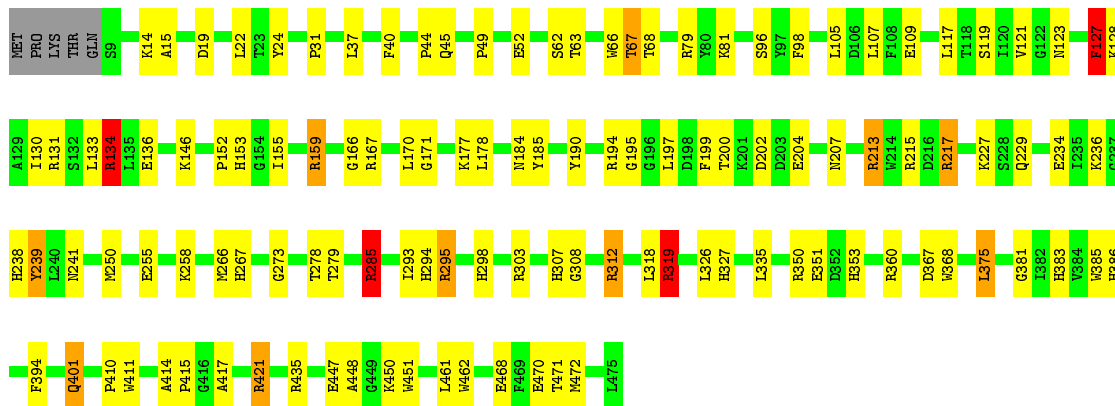 MET PRO LYS THR GLN S9 K14 A15 D19 L22 T23 Y24 P31 L37 F40 P44 Q45 P49 E52 S62 T63 W66 T67 T68 R79 Y80 K81 S96 Y97 F98 L105 D106 L107 F108 E109 L117 T118 S119 I120 V121 G122 N123 F127 K128
A129 I130 R131 S132 L133 R134 L135 E136 K146 P152 H153 G154 I155 R159 G166 R167 L170 G171 K177 L178 N184 Y185 Y190 R194 G195 G196 L197 D198 F199 T200 K201 D202 D203 E204 N207 R213 W214 R215 D216 R217 K227 S228 Q229 E234 I235 K236 G237
H238 Y239 L240 N241 M250 E255 K258 M266 H267 G273 T278 T279 R285 I293 H294 R295 H298 R303 H307 G308 R312 L318 R319 L326 H327 L335 R350 E351 D352 H353 R360 D367 W368 L375 G381 I382 H383 V384 W385 H386
F394 Q401 P410 W411 A414 P415 G416 A417 R421 R435 E447 A448 G449 K450 W451 L461 W462 E468 F469 E470 T471 M472 L475